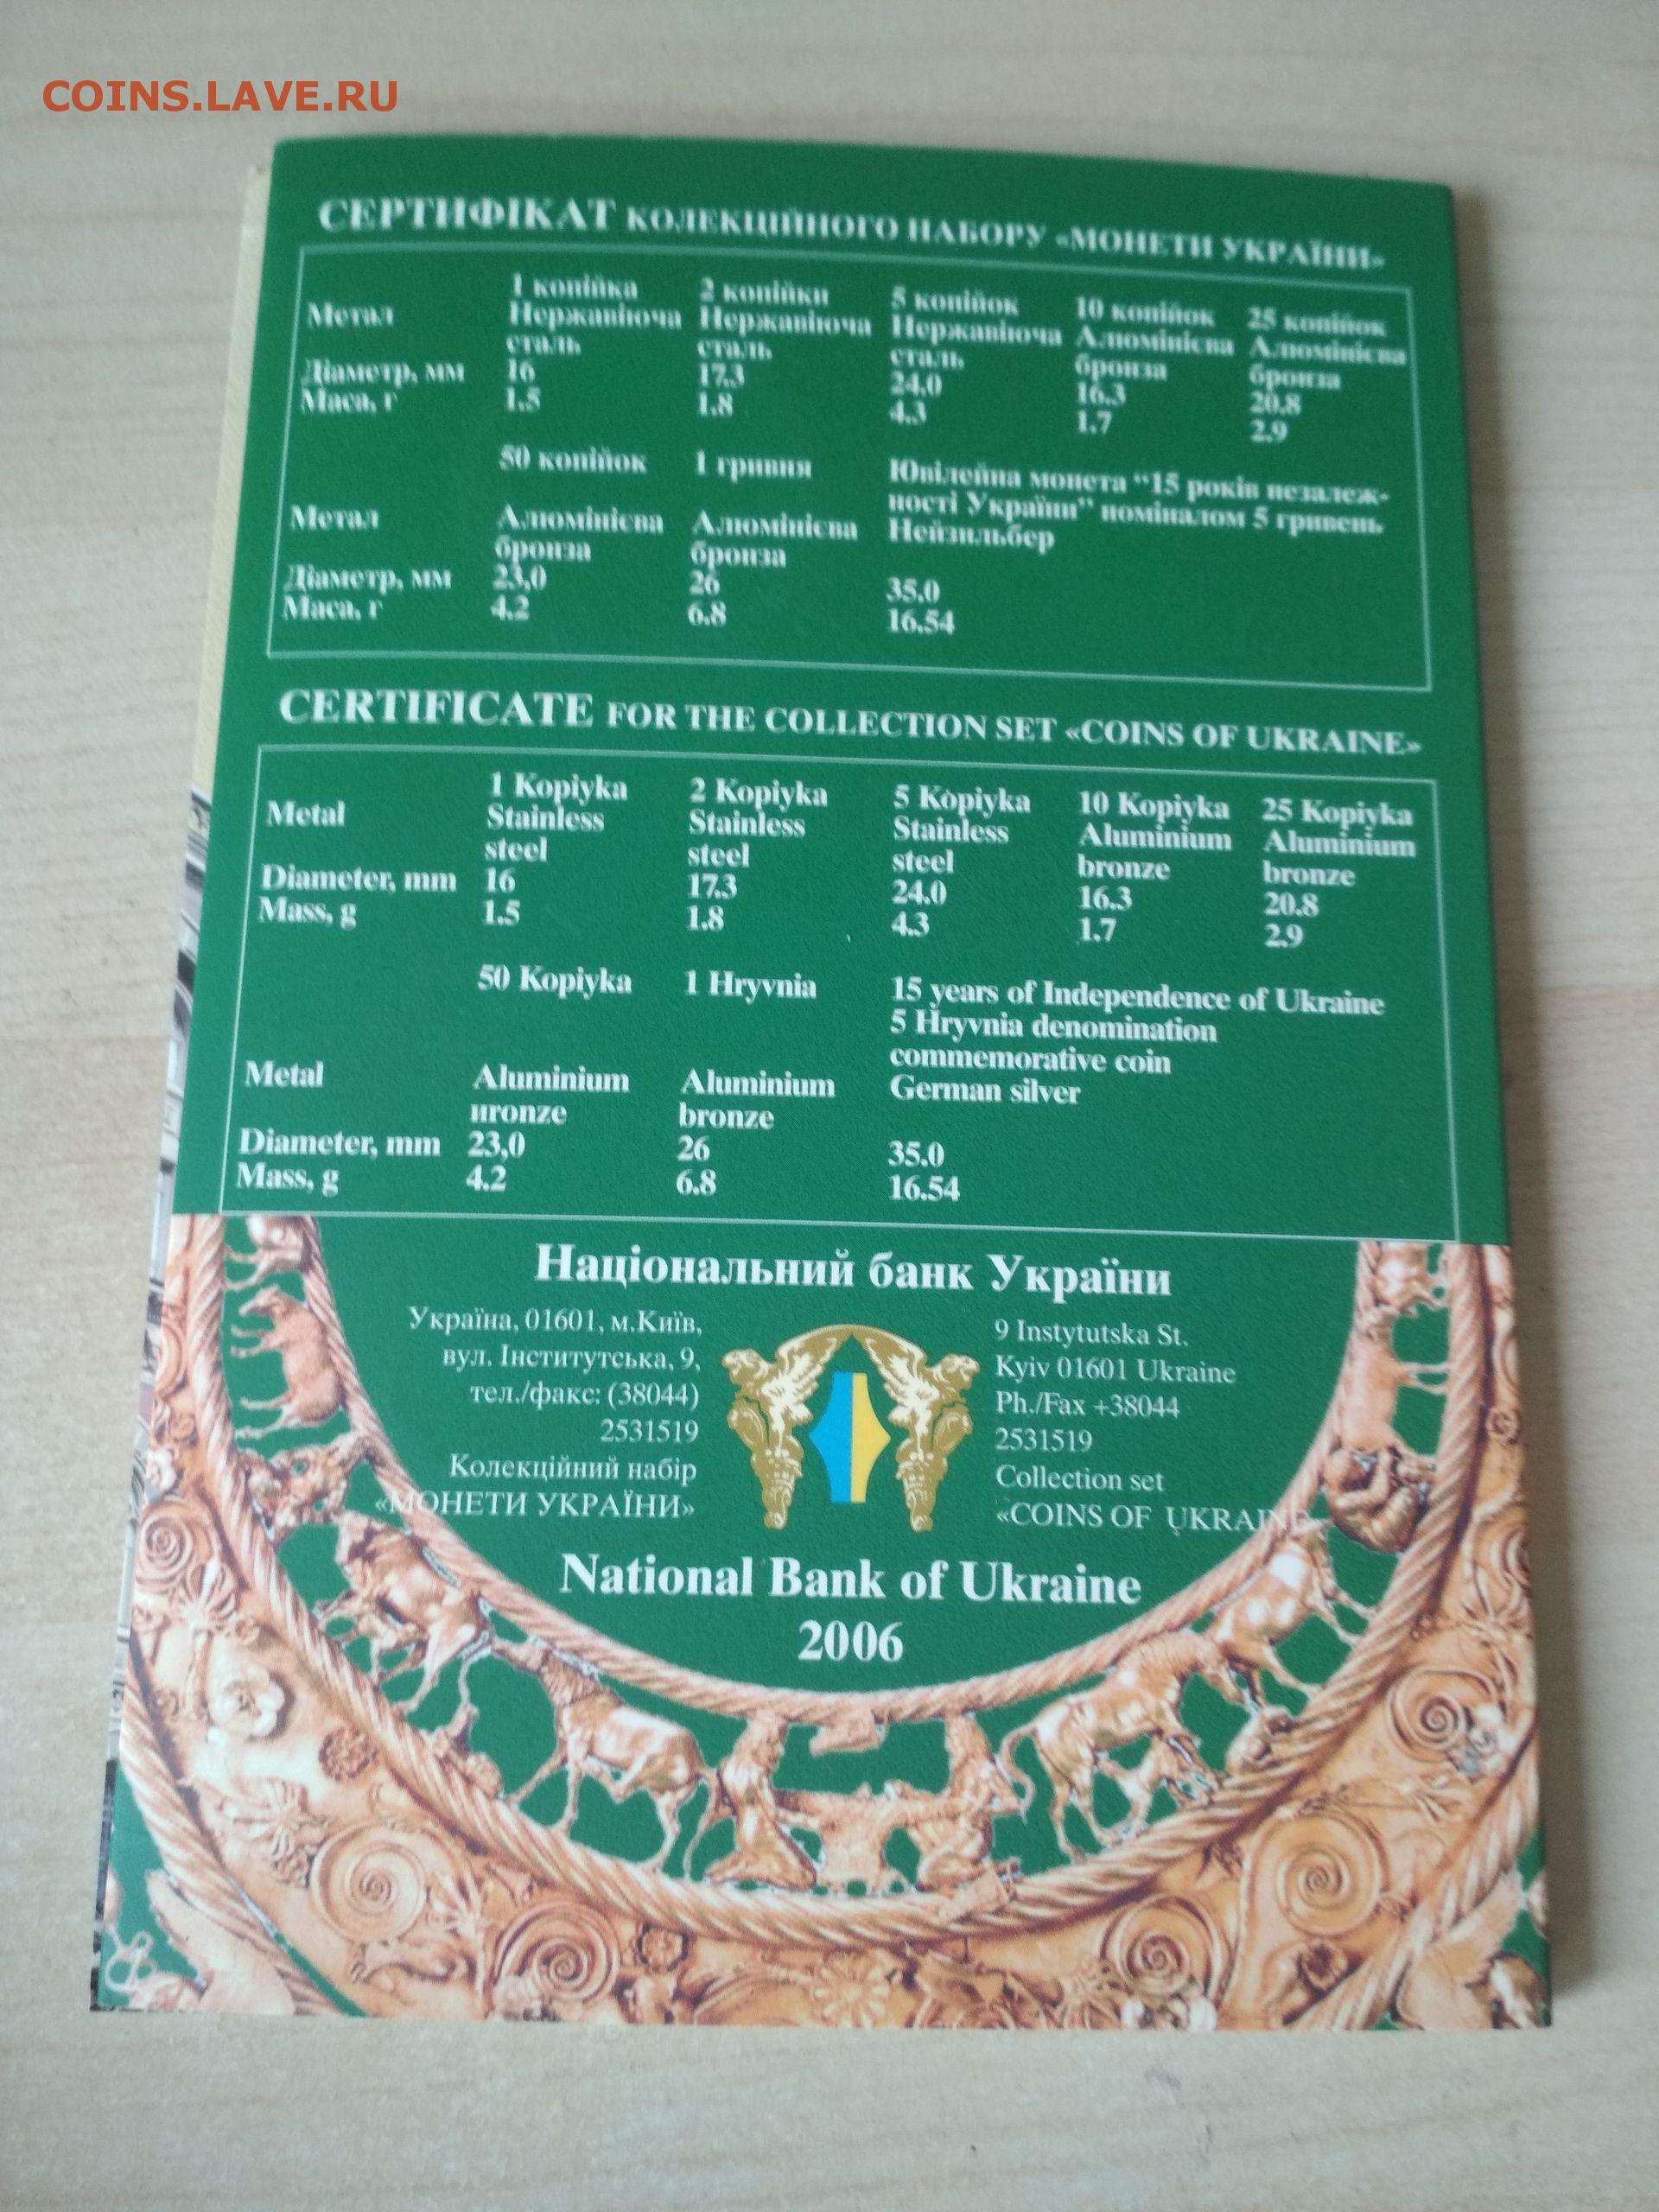 COINS.LAVE.RU
СЕРТИФІКАТ КОЛЕКЦІЙНОГО НАБОРУ «МОНЕТИ УКРАЇНИ»
1 копійка 2 копійки 5 копійок 10 копійок 25 копійок
Метал Нержавіюча Нержавіюча Нержавіюча Алюмінієва Алюмінієва
сталь сталь сталь бронза бронза
Діаметр, мм 16 17.3 24.0 16.3 20.8
Маса, г 1.5 1.8 4.3 1.7 2.9
50 копійок 1 гривня Ювілейна монета “15 років незалеж-
ності України” номіналом 5 гривень
Метал Алюмінієва Алюмінієва Нейзильбер
бронза бронза
Діаметр, мм 23,0 26 35.0
Маса, г 4.2 6.8 16.54
CERTIFICATE FOR THE COLLECTION SET «COINS OF UKRAINE»
1 Kopiyka 2 Kopiyka 5 Kopiyka 10 Kopiyka 25 Kopiyka
Metal Stainless Stainless Stainless Aluminium Aluminium
steel steel steel bronze bronze
Diameter, mm 16 17.3 24.0 16.3 20.8
Mass, g 1.5 1.8 4.3 1.7 2.9
50 Kopiyka 1 Hryvnia 15 years of Independence of Ukraine
5 Hryvnia denomination
commemorative coin
Metal Aluminium Aluminium German silver
иronze bronze
Diameter, mm 23,0 26 35.0
Mass, g 4.2 6.8 16.54
Національний банк України
Україна, 01601, м.Київ,
вул. Інститутська, 9,
тел./факс: (38044)
2531519
Колекційний набір
«МОНЕТИ УКРАЇНИ»
9 Instytutska St.
Kyiv 01601 Ukraine
Ph./Fax +38044
2531519
Collection set
«COINS OF UKRAINE»
National Bank of Ukraine
2006